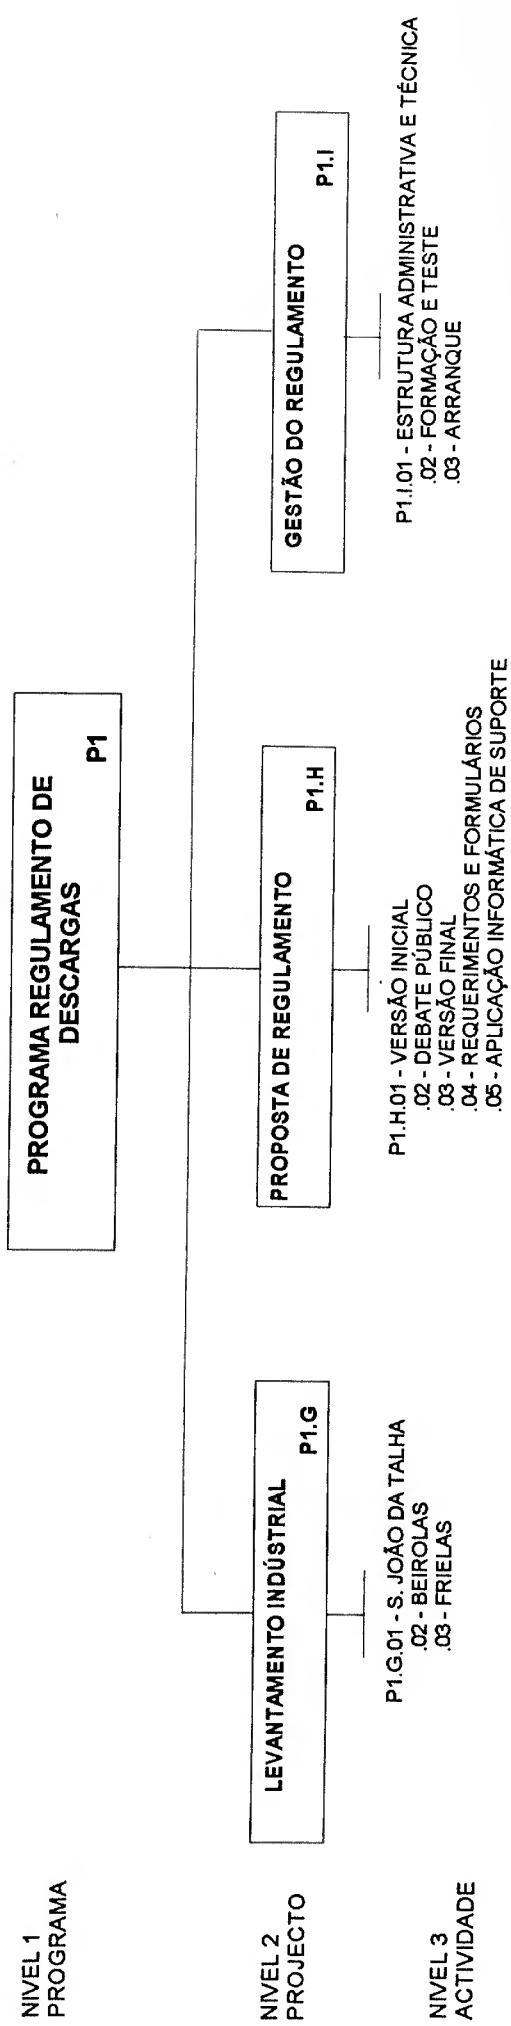 NIVEL 1
PROGRAMA
PROGRAMA REGULAMENTO DE
DESCARGAS
P1
NIVEL 2
PROJECTO
LEVANTAMENTO INDÚSTRIAL
P1.G
PROPOSTA DE REGULAMENTO
P1.H
GESTÃO DO REGULAMENTO
P1.I
NIVEL 3
ACTIVIDADE
P1.G.01 - S. JOÃO DA TALHA
.02 - BEIROLAS
.03 - FRIELAS
P1.H.01 - VERSÃO INICIAL
.02 - DEBATE PÚBLICO
.03 - VERSÃO FINAL
.04 - REQUERIMENTOS E FORMULÁRIOS
.05 - APLICAÇÃO INFORMÁTICA DE SUPORTE
P1.I.01 - ESTRUTURA ADMINISTRATIVA E TÉCNICA
.02 - FORMAÇÃO E TESTE
.03 - ARRANQUE